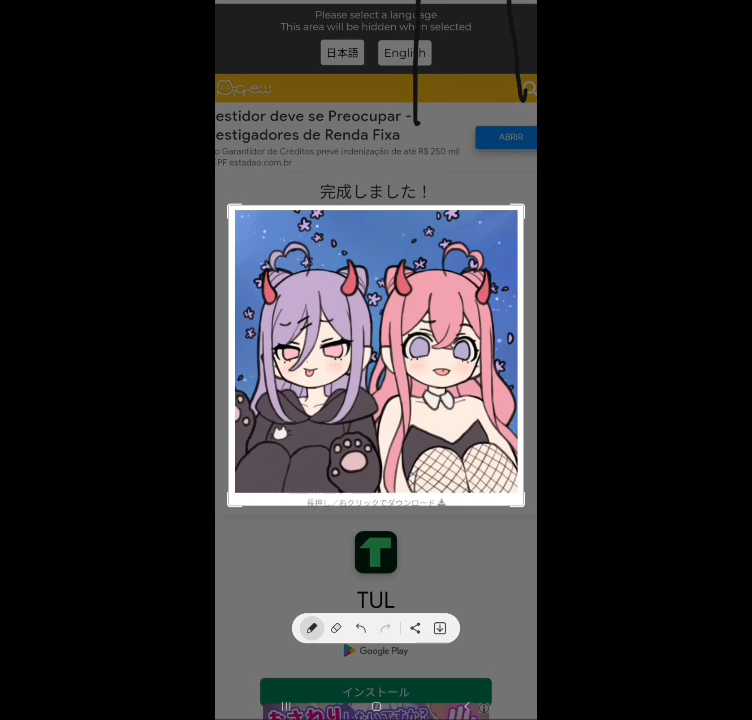 Please select a language
This area will be hidden when selected
日本語
English
picrew
estidor deve se Preocupar -
estigadores de Renda Fixa
ABRIR
o Garantidor de Créditos prevê indenização de até R$ 250 mil
CPF estadao.com.br
完成しました！
長押し／右クリックでダウンロード
TUL
Google Play
インストール